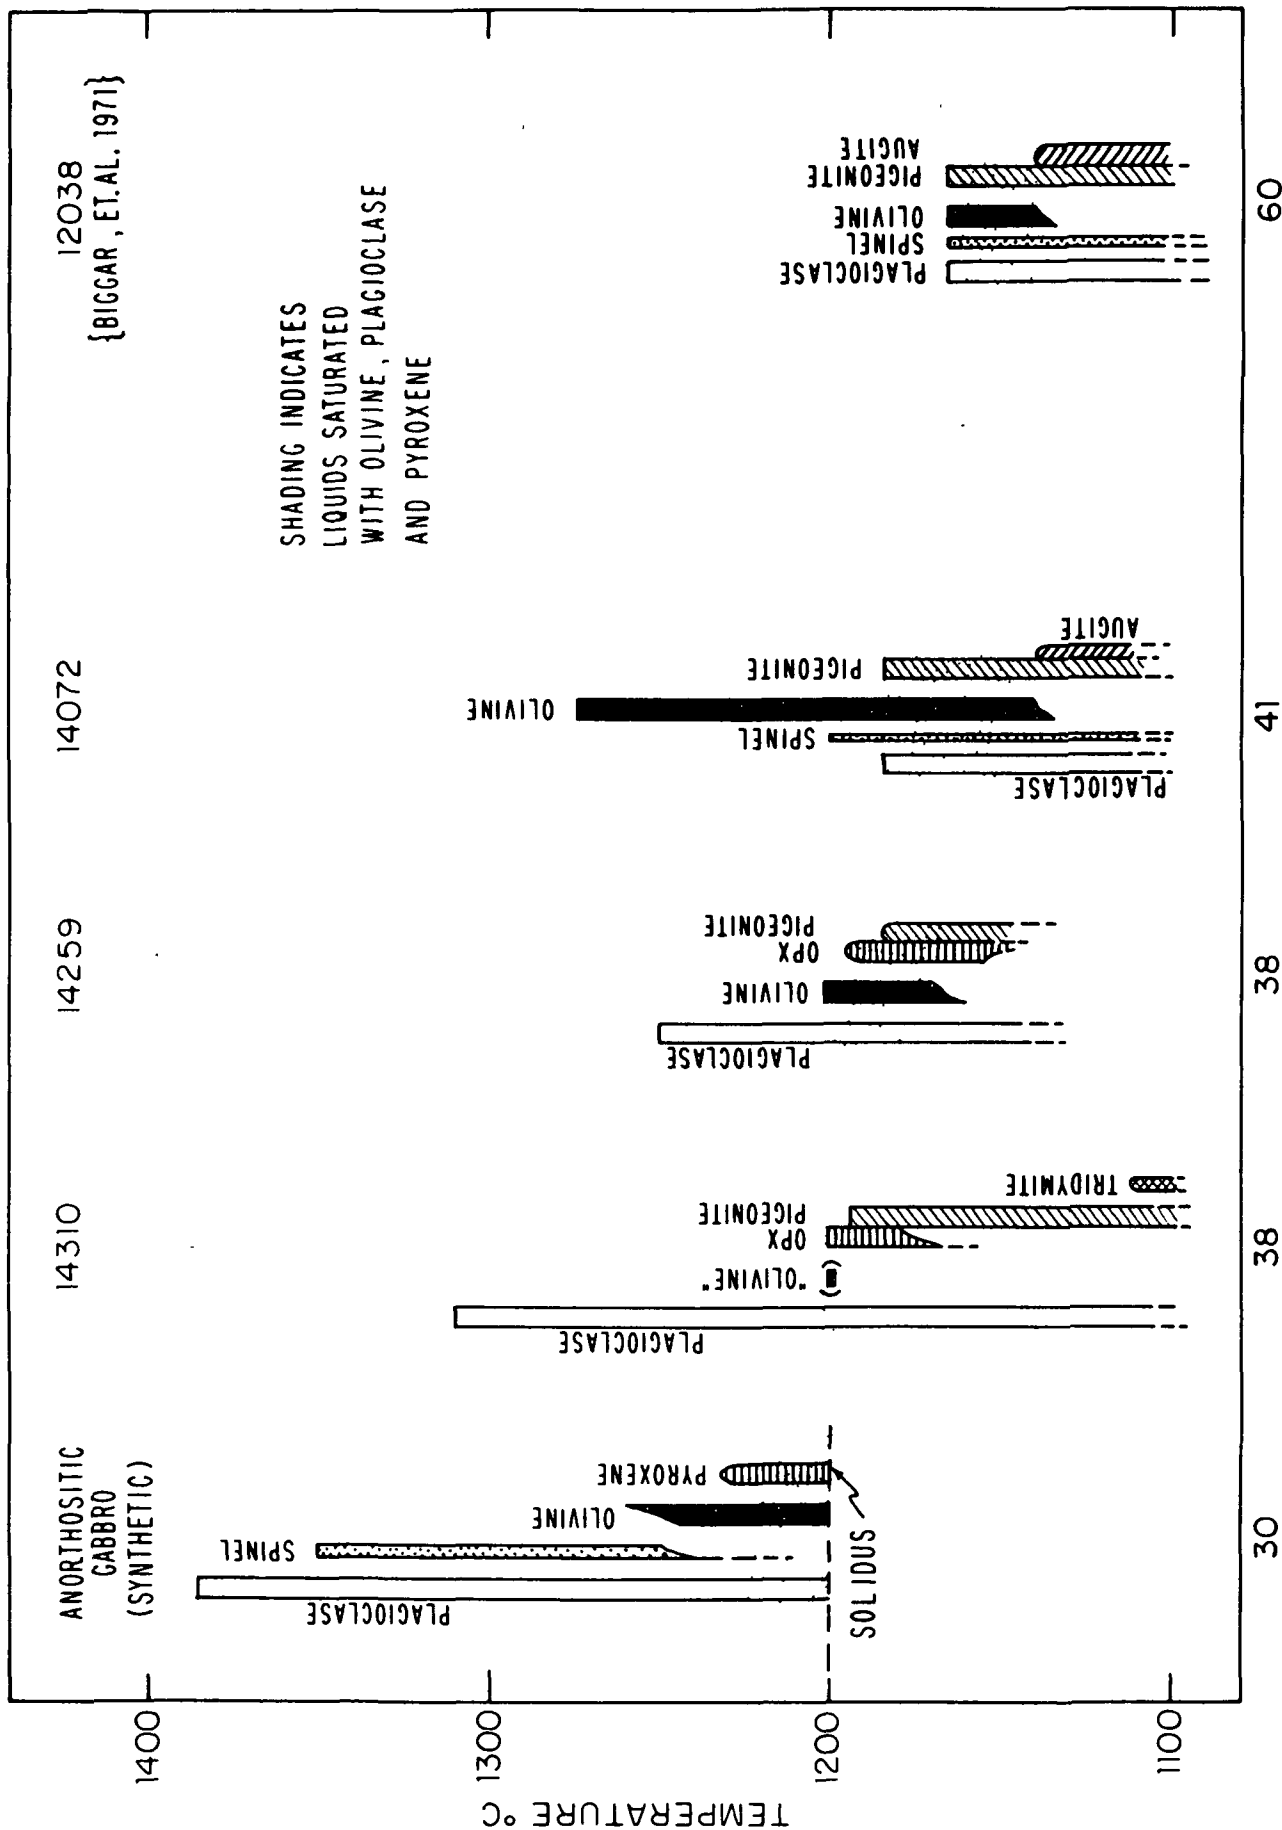 TEMPERATURE °C
1400
1300
1200
1100
ANORTHOSITIC
GABBRO
(SYNTHETIC)
PLAGIOCLASE
SPINEL
OLIVINE
PYROXENE
SOLIDUS
30
14310
PLAGIOCLASE
"OLIVINE"
( )
OPX
PIGEONITE
TRIDYMITE
38
14259
PLAGIOCLASE
OLIVINE
OPX
PIGEONITE
38
14072
PLAGIOCLASE
SPINEL
OLIVINE
PIGEONITE
AUGITE
41
SHADING INDICATES
LIQUIDS SATURATED
WITH OLIVINE, PLAGIOCLASE
AND PYROXENE
12038
{BIGGAR, ET.AL. 1971}
PLAGIOCLASE
SPINEL
OLIVINE
PIGEONITE
AUGITE
60